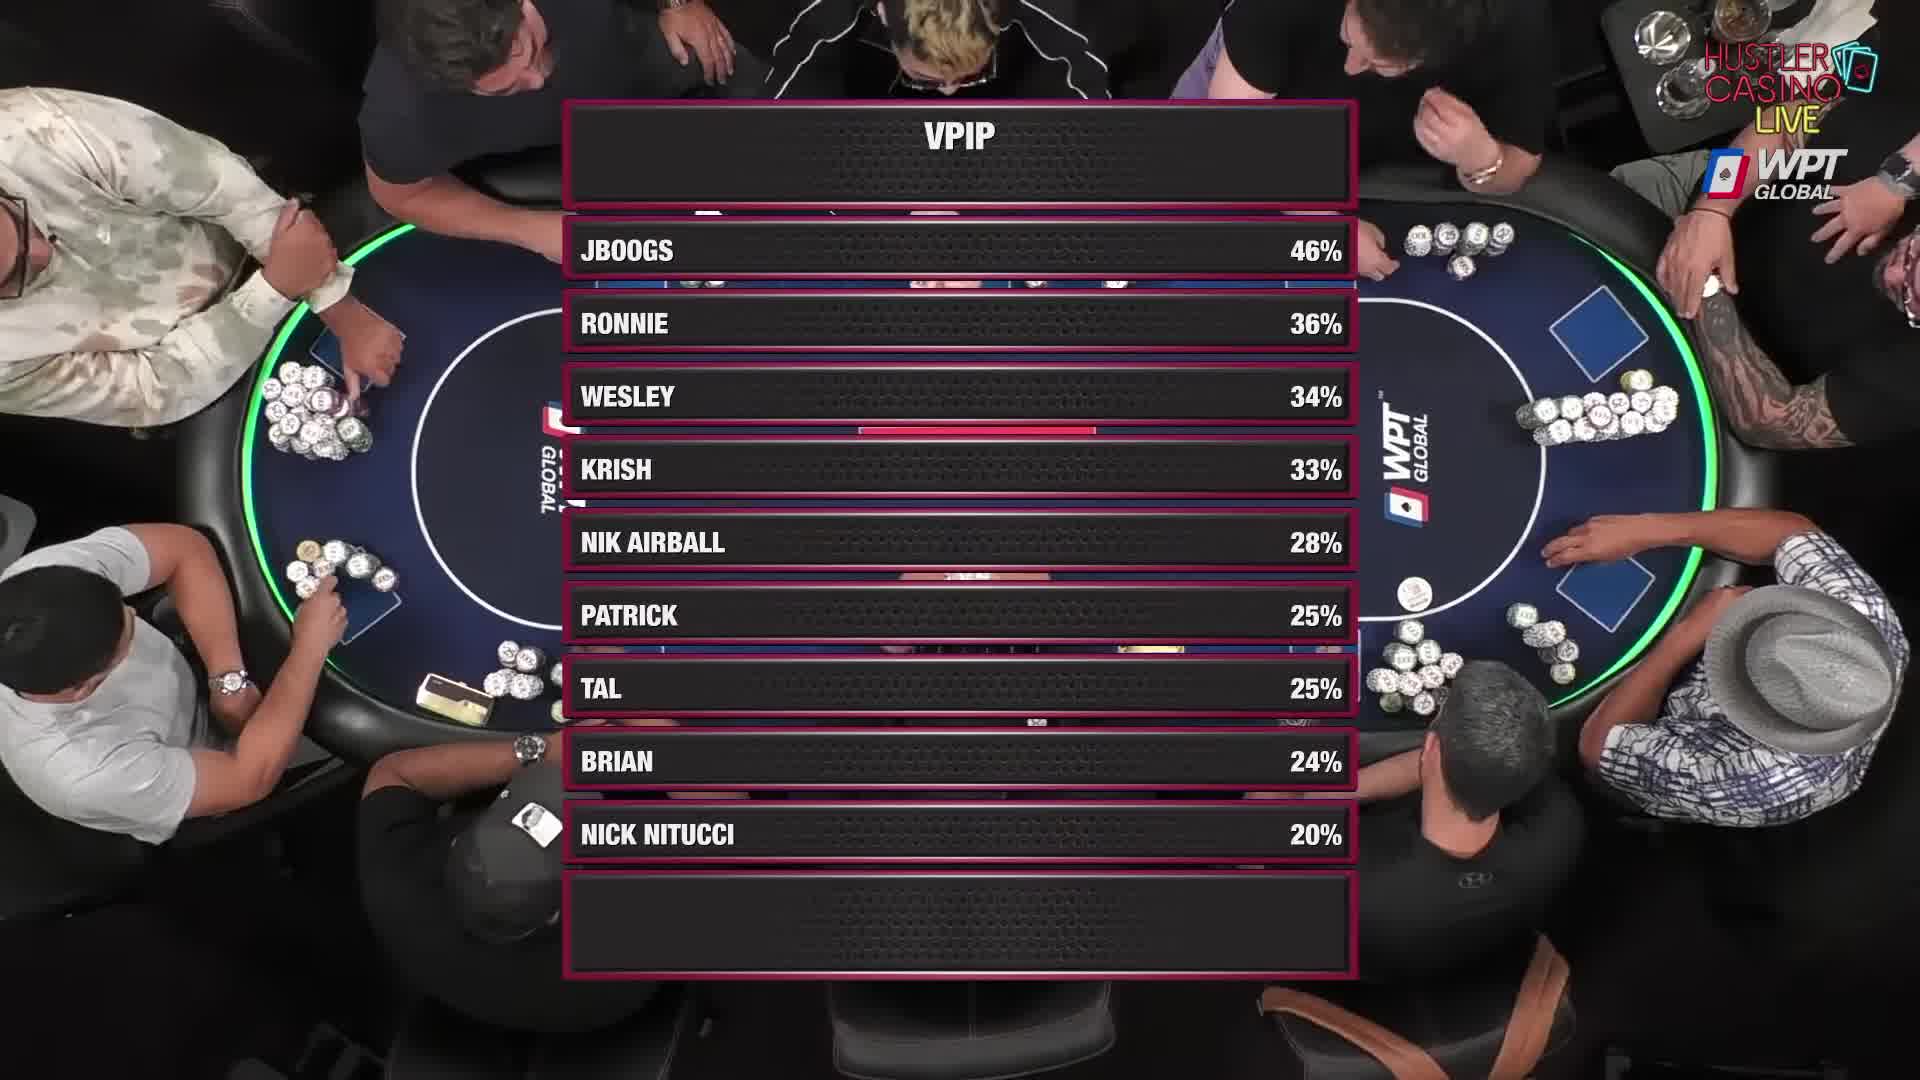 HUSTLER
CASINO
LIVE
WPT
GLOBAL
VPIP
JBOOGS 46%
RONNIE 36%
WESLEY 34%
KRISH 33%
NIK AIRBALL 28%
PATRICK 25%
TAL 25%
BRIAN 24%
NICK NITUCCI 20%
WPT
GLOBAL
GLOBAL